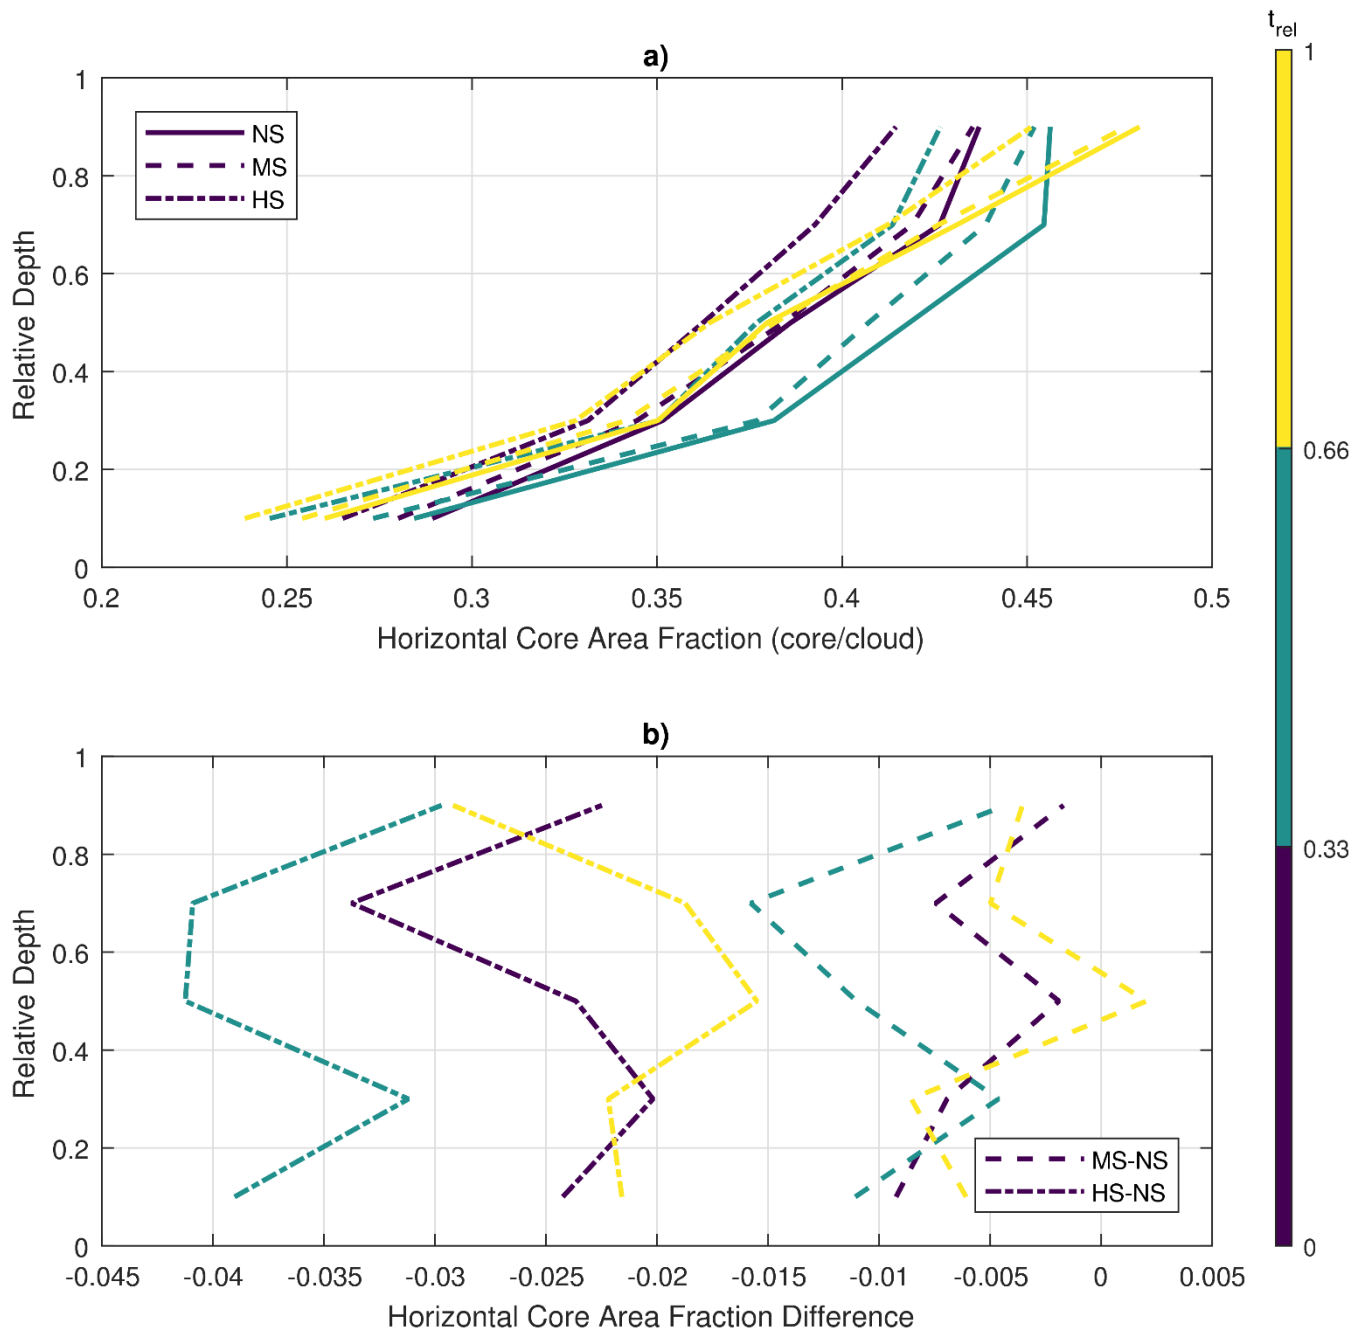 t_rel
a)
1
0.8
0.6
0.4
0.2
0
NS
MS
HS
Relative Depth
0.2 0.25 0.3 0.35 0.4 0.45 0.5
Horizontal Core Area Fraction (core/cloud)
b)
1
0.8
0.6
0.4
0.2
0
MS-NS
HS-NS
Relative Depth
-0.045 -0.04 -0.035 -0.03 -0.025 -0.02 -0.015 -0.01 -0.005 0 0.005
Horizontal Core Area Fraction Difference
1
0.66
0.33
0